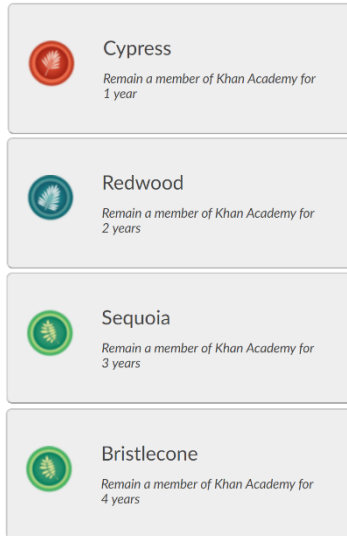 Cypress
Remain a member of Khan Academy for
1 year
Redwood
Remain a member of Khan Academy for
2 years
Sequoia
Remain a member of Khan Academy for
3 years
Bristlecone
Remain a member of Khan Academy for
4 years